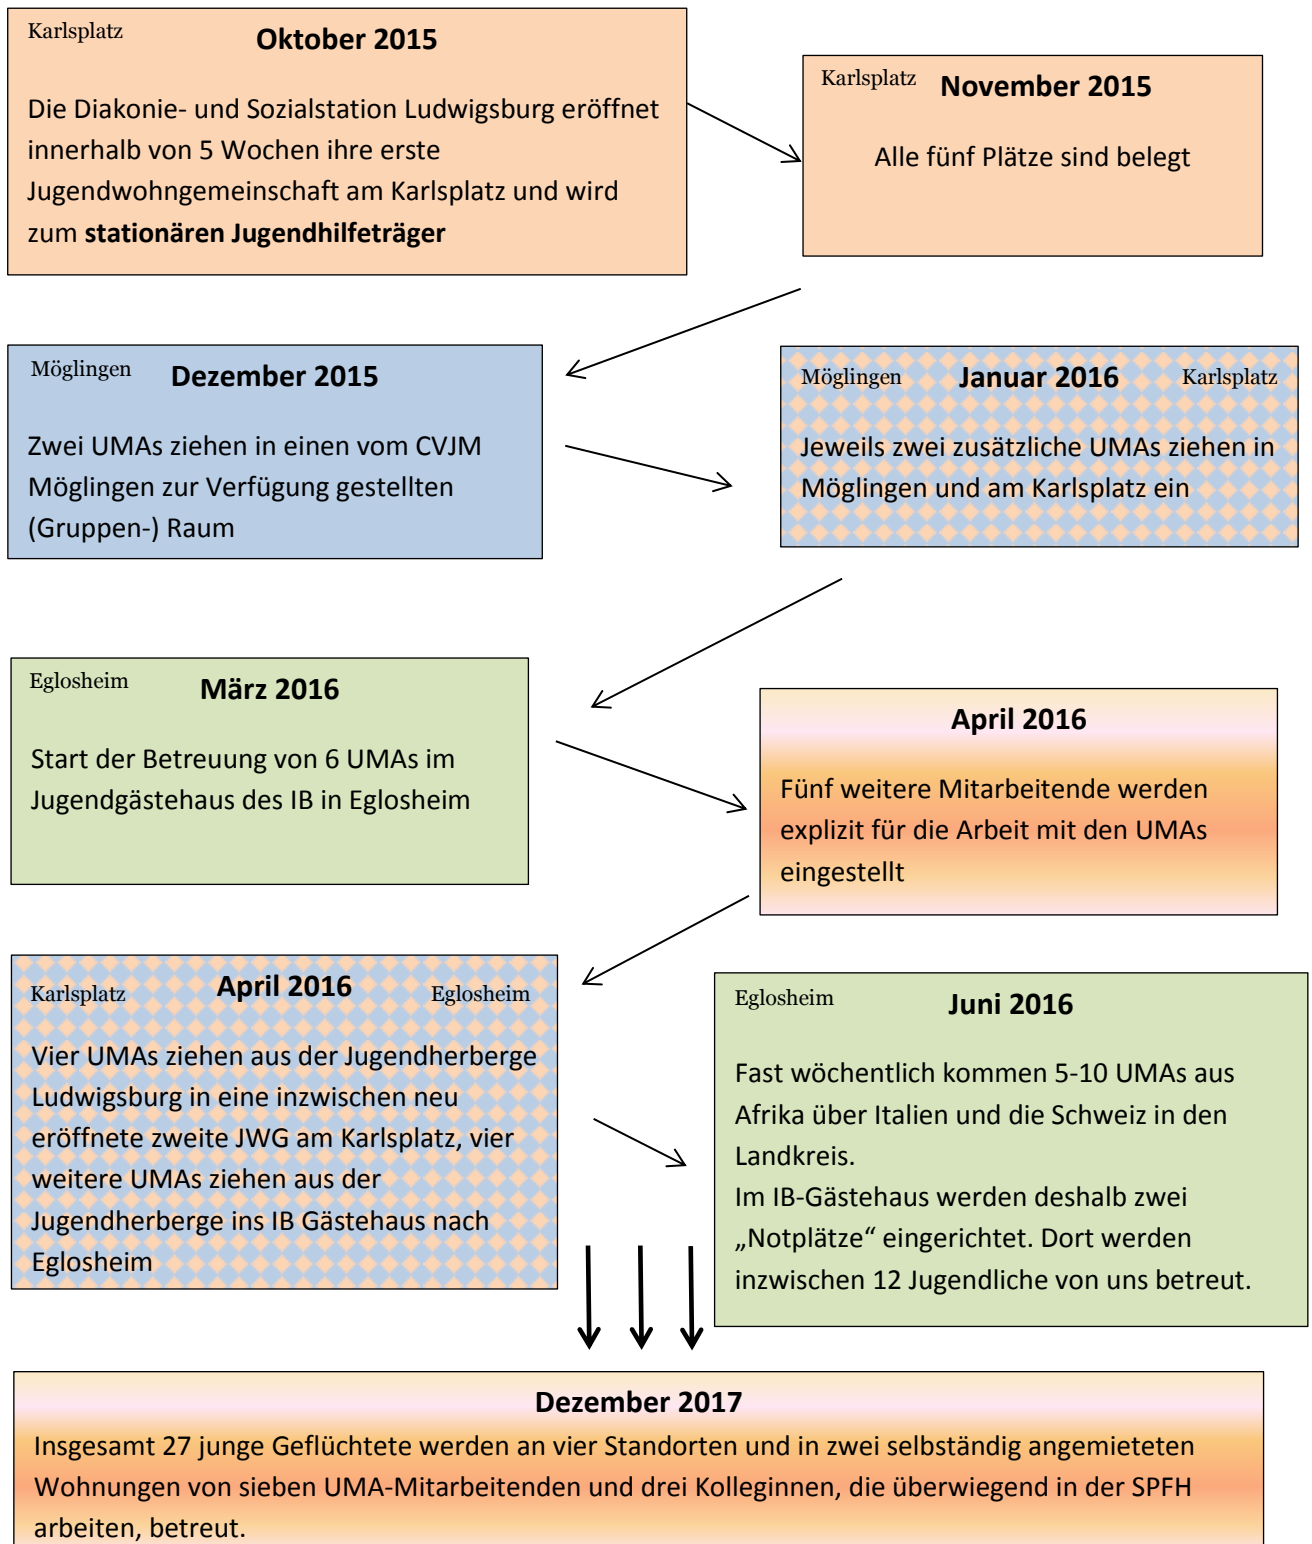 Karlsplatz
Oktober 2015
Die Diakonie- und Sozialstation Ludwigsburg eröffnet
innerhalb von 5 Wochen ihre erste
Jugendwohngemeinschaft am Karlsplatz und wird
zum stationären Jugendhilfeträger
Karlsplatz
November 2015
Alle fünf Plätze sind belegt
Möglingen
Dezember 2015
Zwei UMAs ziehen in einen vom CVJM
Möglingen zur Verfügung gestellten
(Gruppen-) Raum
Möglingen Januar 2016 Karlsplatz
Jeweils zwei zusätzliche UMAs ziehen in
Möglingen und am Karlsplatz ein
Eglosheim
März 2016
Start der Betreuung von 6 UMAs im
Jugendgästehaus des IB in Eglosheim
April 2016
Fünf weitere Mitarbeitende werden
explizit für die Arbeit mit den UMAs
eingestellt
Karlsplatz April 2016 Eglosheim
Vier UMAs ziehen aus der Jugendherberge
Ludwigsburg in eine inzwischen neu
eröffnete zweite JWG am Karlsplatz, vier
weitere UMAs ziehen aus der
Jugendherberge ins IB Gästehaus nach
Eglosheim
Eglosheim
Juni 2016
Fast wöchentlich kommen 5-10 UMAs aus
Afrika über Italien und die Schweiz in den
Landkreis.
Im IB-Gästehaus werden deshalb zwei
„Notplätze“ eingerichtet. Dort werden
inzwischen 12 Jugendliche von uns betreut.
Dezember 2017
Insgesamt 27 junge Geflüchtete werden an vier Standorten und in zwei selbständig angemieteten
Wohnungen von sieben UMA-Mitarbeitenden und drei Kolleginnen, die überwiegend in der SPFH
arbeiten, betreut.